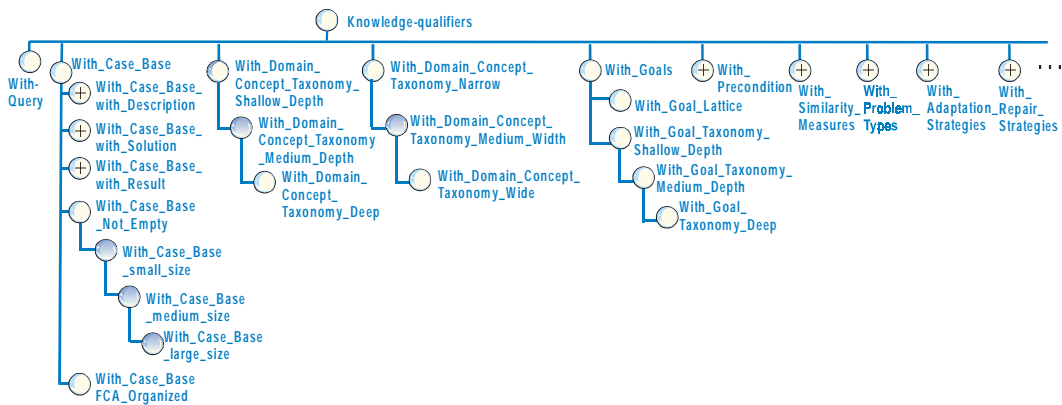 Knowledge-qualifiers
With-
Query
With_Case_Base
With_Case_Base_
with_Description
With_Case_Base_
with_Solution
With_Case_Base_
with_Result
With_Case_Base
_Not_Empty
With_Case_Base
_small_size
With_Case_Base
_medium_size
With_Case_Base
_large_size
With_Case_Base
FCA_Organized
With_Domain_
Concept_Taxonomy_
Shallow_Depth
With_Domain_
Concept_Taxonomy
_Medium_Depth
With_Domain_
Concept_
Taxonomy_Deep
With_Domain_Concept_
Taxonomy_Narrow
With_Domain_Concept_
Taxonomy_Medium_Width
With_Domain_Concept_
Taxonomy_Wide
With_Goals
With_Goal_Lattice
With_Goal_Taxonomy_
Shallow_Depth
With_Goal_Taxonomy_
Medium_Depth
With_Goal_
Taxonomy_Deep
With_
Precondition
With_
Similarity_
Measures
With_
Problem_
Types
With_
Adaptation_
Strategies
With_
Repair_
Strategies
...